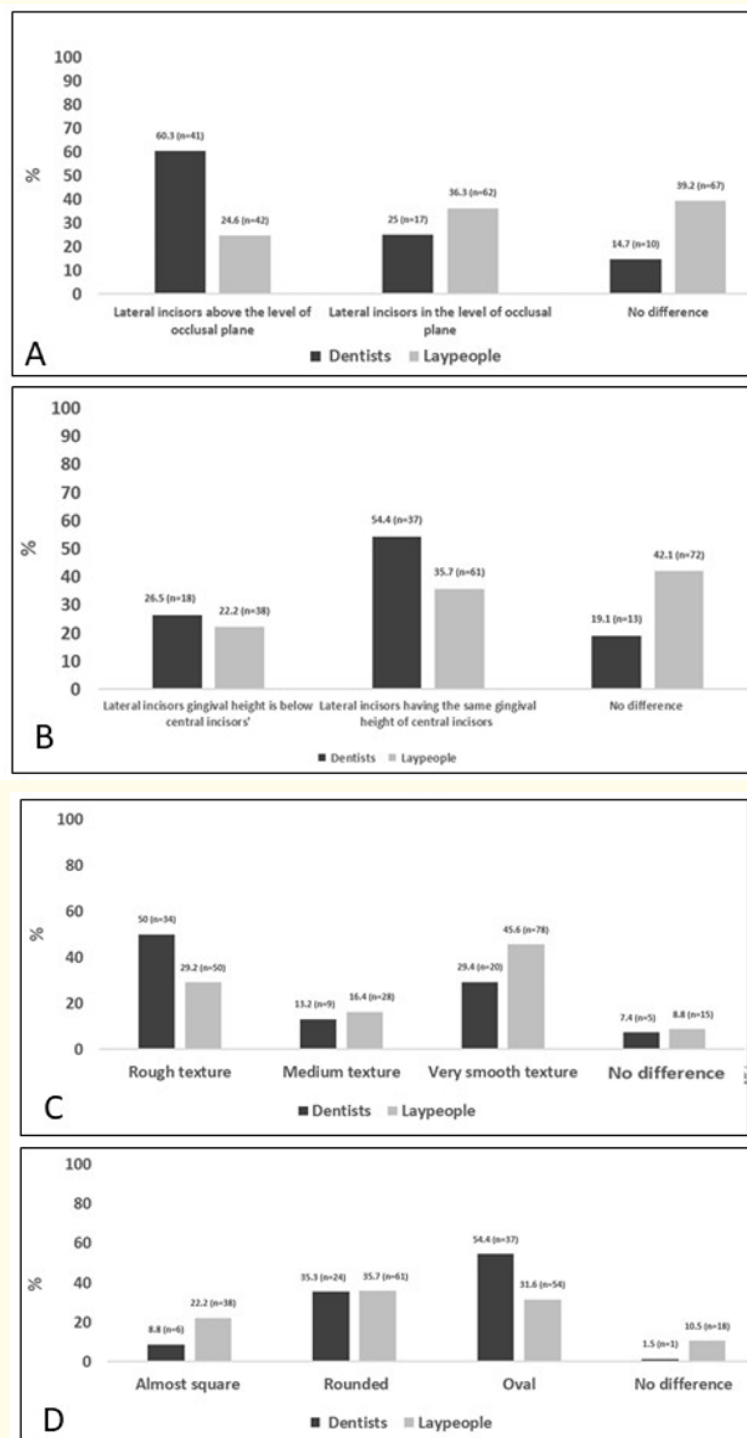 100
90
80
70
60
50
40
30
20
10
0
%
60.3 (n=41)
24.6 (n=42)
25 (n=17)
36.3 (n=62)
14.7 (n=10)
39.2 (n=67)
Lateral incisors above the level of
occlusal plane
Lateral incisors in the level of occlusal
plane
No difference
Dentists Laypeople
A
100
90
80
70
60
50
40
30
20
10
0
%
26.5 (n=18)
22.2 (n=38)
54.4 (n=37)
35.7 (n=61)
19.1 (n=13)
42.1 (n=72)
Lateral incisors gingival height is below
central incisors'
Lateral incisors having the same gingival
height of central incisors
No difference
Dentists Laypeople
B
100
80
60
40
20
0
%
50 (n=34)
29.2 (n=50)
13.2 (n=9)
16.4 (n=28)
29.4 (n=20)
45.6 (n=78)
7.4 (n=5)
8.8 (n=15)
Rough texture
Medium texture
Very smooth texture
No difference
Dentists Laypeople
C
100
80
60
40
20
0
%
8.8 (n=6)
22.2 (n=38)
35.3 (n=24)
35.7 (n=61)
54.4 (n=37)
31.6 (n=54)
1.5 (n=1)
10.5 (n=18)
Almost square
Rounded
Oval
No difference
Dentists Laypeople
D